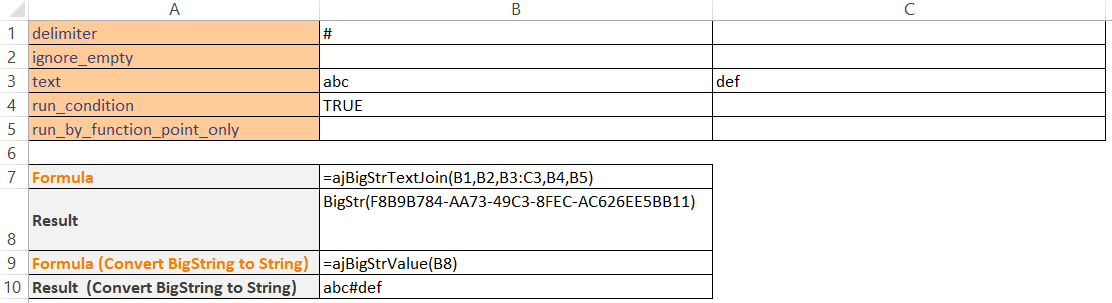 A B C
1 delimiter #
2 ignore_empty
3 text abc def
4 run_condition TRUE
5 run_by_function_point_only
6
7 Formula =ajBigStrTextJoin(B1,B2,B3:C3,B4,B5)
8 Result BigStr(F8B9B784-AA73-49C3-8FEC-AC626EE5BB11)
9 Formula (Convert BigString to String) =ajBigStrValue(B8)
10 Result  (Convert BigString to String) abc#def